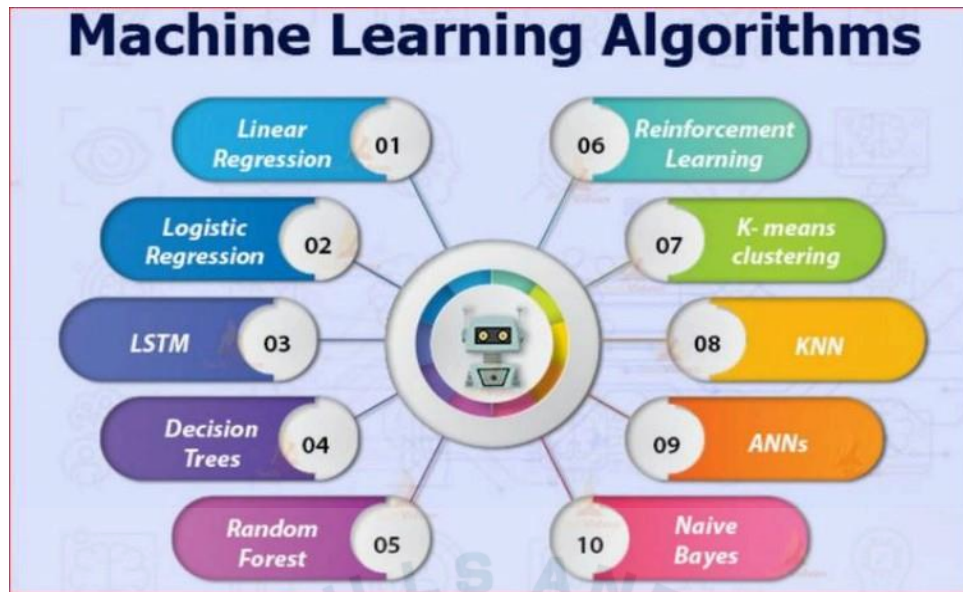 Machine Learning Algorithms
Linear
Regression
01
Logistic
Regression
02
LSTM
03
Decision
Trees
04
Random
Forest
05
06
Reinforcement
Learning
07
K- means
clustering
08
KNN
09
ANNs
10
Naive
Bayes